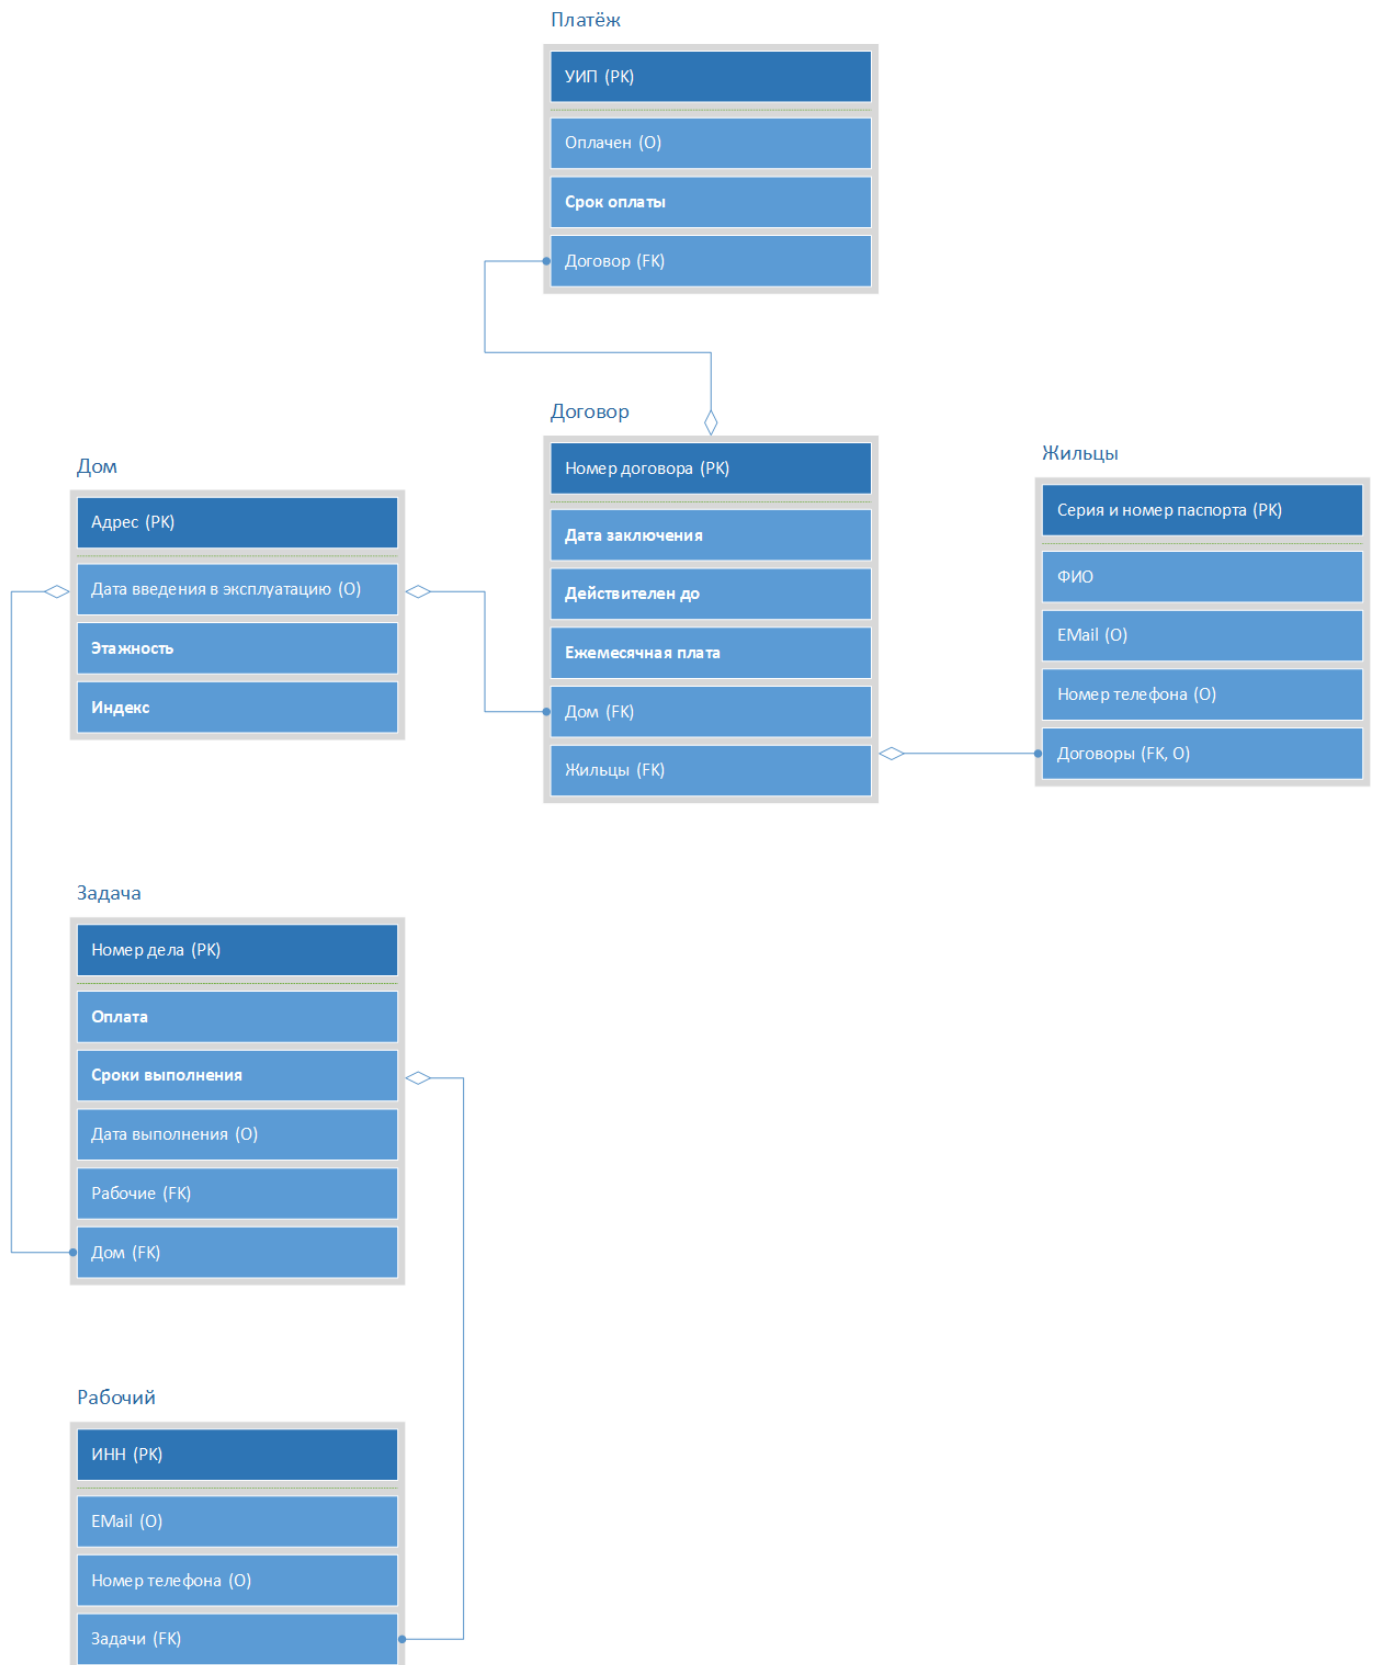 Платёж
УИП (PK)
Оплачен (O)
Срок оплаты
Договор (FK)
Договор
Номер договора (PK)
Дата заключения
Действителен до
Ежемесячная плата
Дом (FK)
Жильцы (FK)
Жильцы
Серия и номер паспорта (PK)
ФИО
EMail (O)
Номер телефона (O)
Договоры (FK, O)
Дом
Адрес (PK)
Дата введения в эксплуатацию (O)
Этажность
Индекс
Задача
Номер дела (PK)
Оплата
Сроки выполнения
Дата выполнения (O)
Рабочие (FK)
Дом (FK)
Рабочий
ИНН (PK)
EMail (O)
Номер телефона (O)
Задачи (FK)